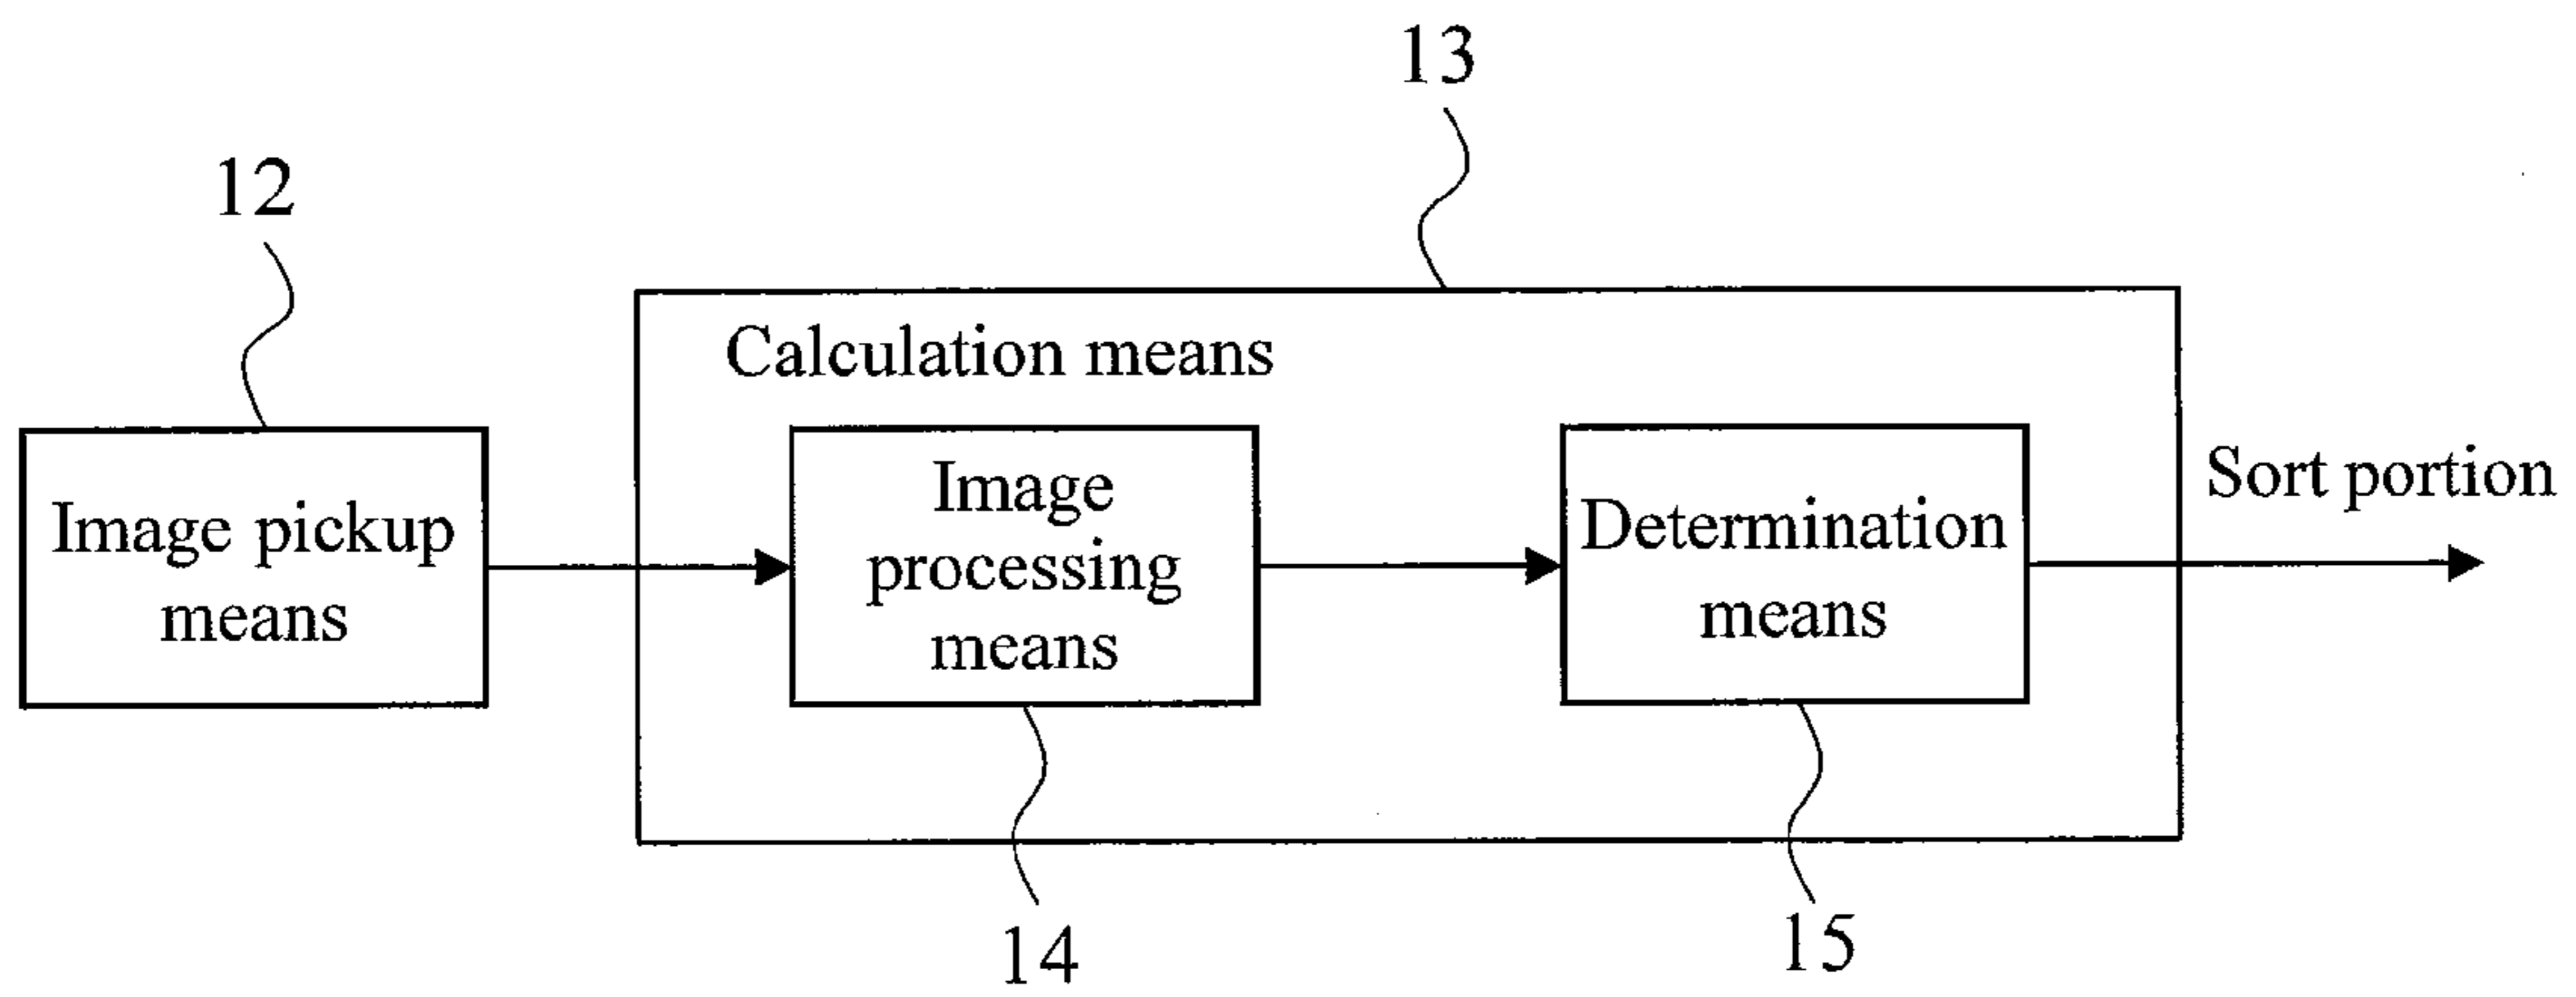 13
12
Calculation means
Image pickup
means
Image
processing
means
Determination
means
Sort portion
14
15